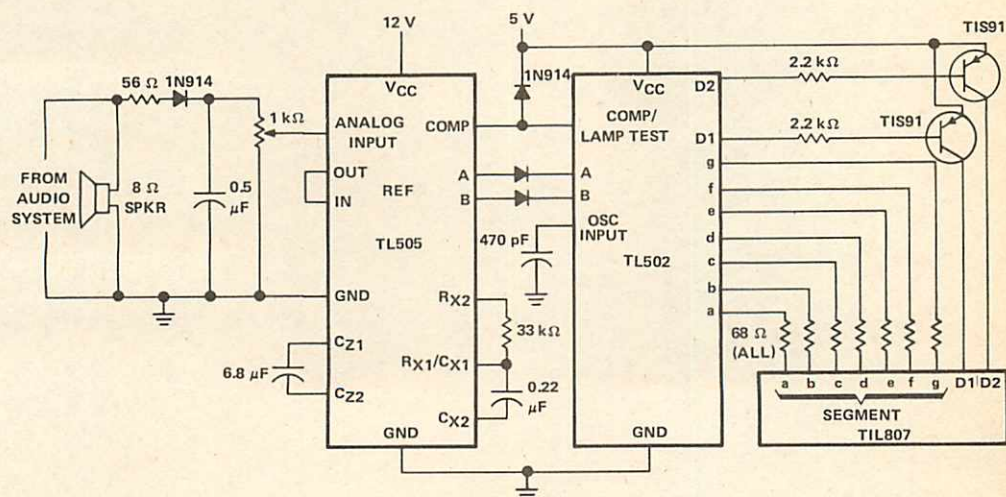 12 V
5 V
TIS91
56 Ω
1N914
VCC
1 kΩ
ANALOG
INPUT
COMP
1N914
VCC
D2
COMP/
LAMP TEST
D1
2.2 kΩ
2.2 kΩ
TIS91
FROM
AUDIO
SYSTEM
8 Ω
SPKR
0.5
μF
OUT
IN
REF
A
B
TL505
A
B
OSC
INPUT
470 pF
TL502
g
f
e
d
c
b
a
GND
RX2
33 kΩ
RX1/CX1
0.22
μF
CX2
CZ1
6.8 μF
CZ2
GND
GND
68 Ω
(ALL)
a b c d e f g D1 D2
SEGMENT
TIL807